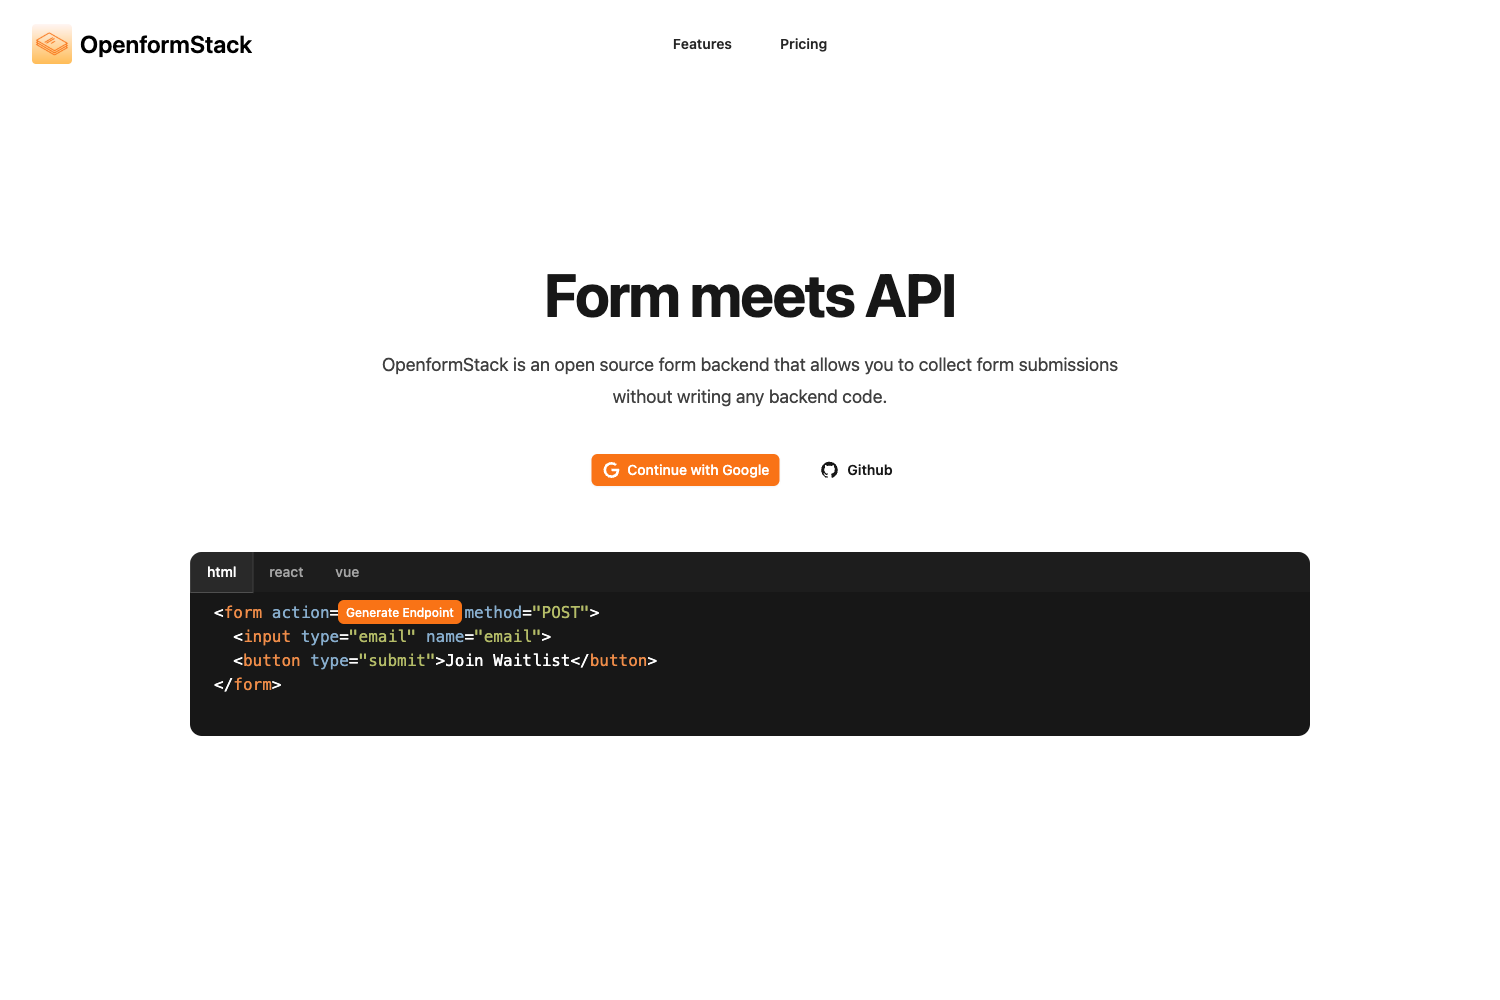 OpenformStack
Features
Pricing
Form meets API
OpenformStack is an open source form backend that allows you to collect form submissions
without writing any backend code.
Continue with Google
Github
html
react
vue
<form action=Generate Endpoint method="POST">
  <input type="email" name="email">
  <button type="submit">Join Waitlist</button>
</form>